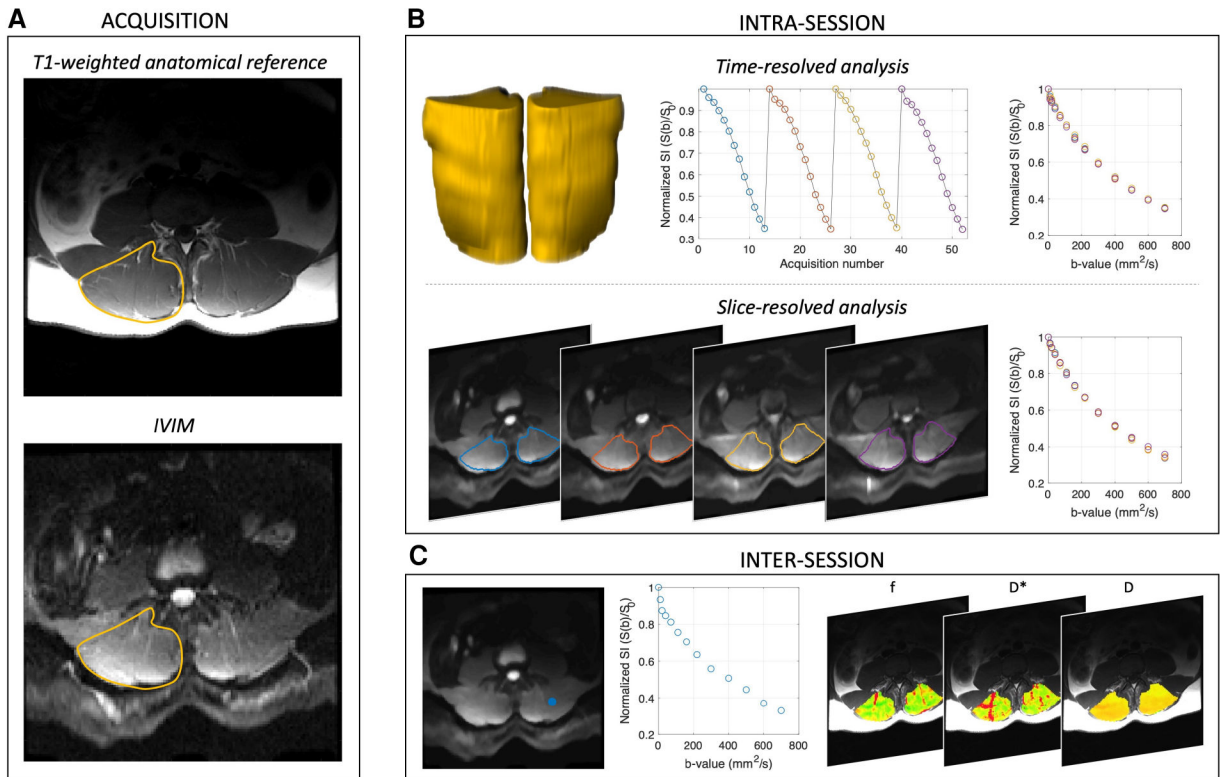 A
ACQUISITION
T1-weighted anatomical reference
IVIM
B
INTRA-SESSION
Time-resolved analysis
Normalized SI (S(b)/S0)
0.9
0.8
0.7
0.6
0.5
0.4
0.3
0
10
20
30
40
50
Acquisition number
Normalized SI (S(b)/S0)
1
0.8
0.6
0.4
0.2
0
200
400
600
800
b-value (mm2/s)
Slice-resolved analysis
Normalized SI (S(b)/S0)
1
0.8
0.6
0.4
0.2
0
200
400
600
800
b-value (mm2/s)
C
INTER-SESSION
Normalized SI (S(b)/S0)
1
0.8
0.6
0.4
0.2
0
200
400
600
800
b-value (mm2/s)
f
D*
D